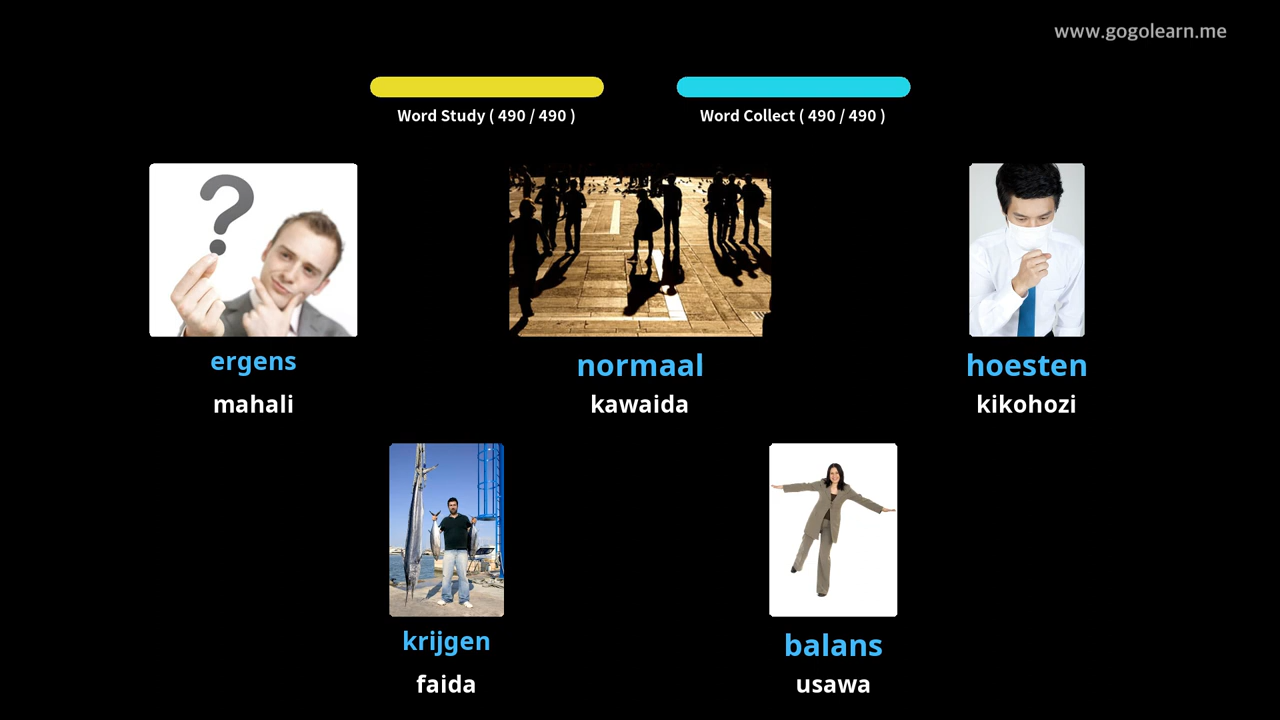 www.gogolearn.me
Word Study ( 490 / 490 )
Word Collect ( 490 / 490 )
ergens
mahali
normaal
kawaida
hoesten
kikohozi
krijgen
faida
balans
usawa